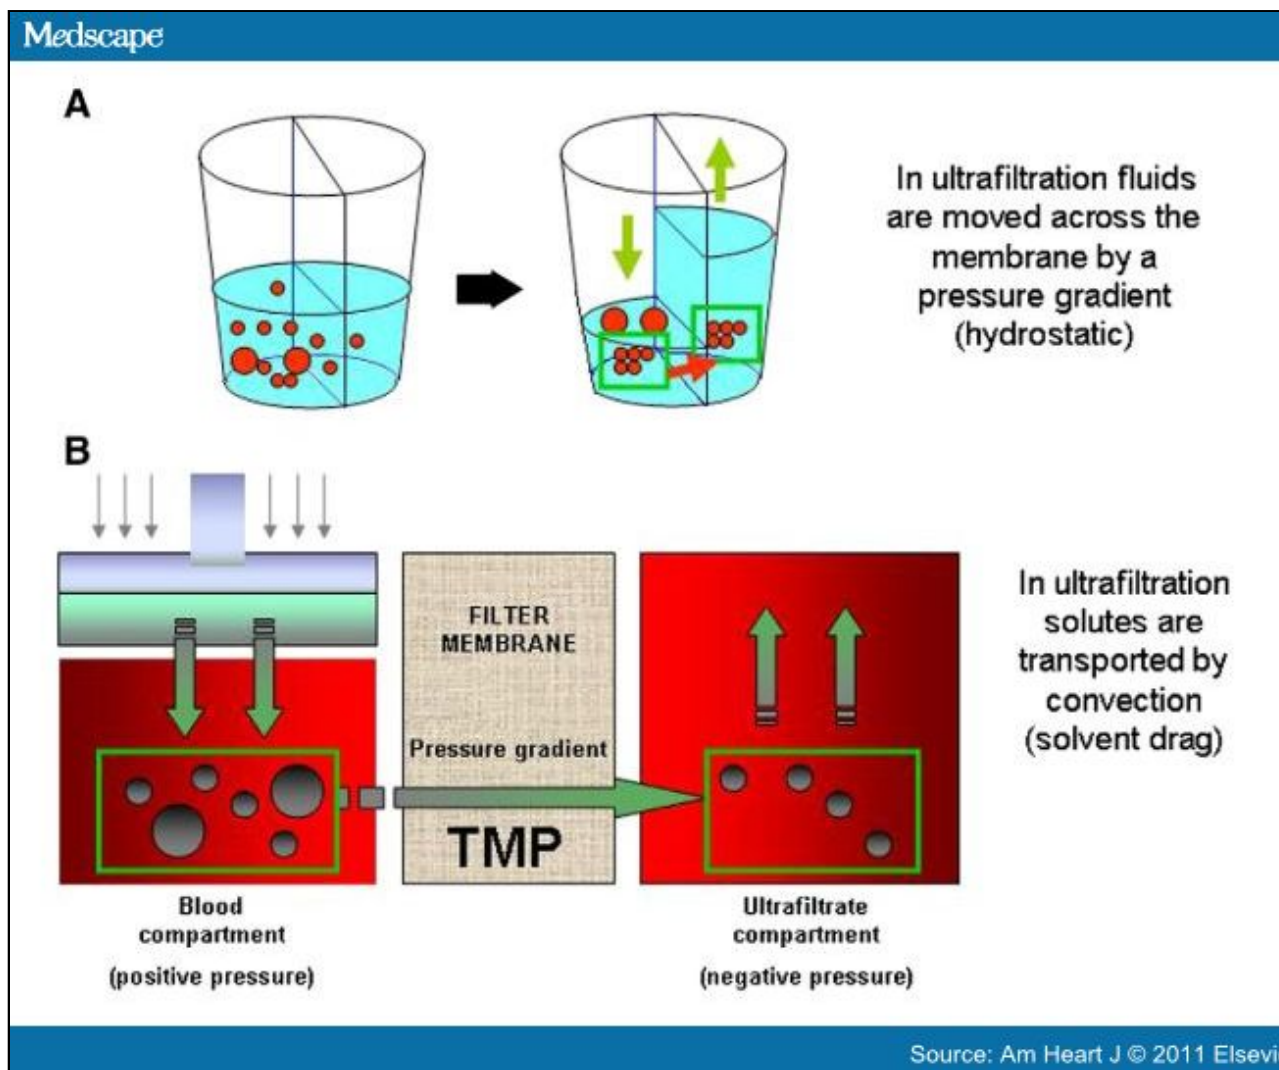 Medscape
A
In ultrafiltration fluids
are moved across the
membrane by a
pressure gradient
(hydrostatic)
B
FILTER
MEMBRANE
Pressure gradient
TMP
In ultrafiltration
solutes are
transported by
convection
(solvent drag)
Blood
compartment
(positive pressure)
Ultrafiltrate
compartment
(negative pressure)
Source: Am Heart J © 2011 Elsevi